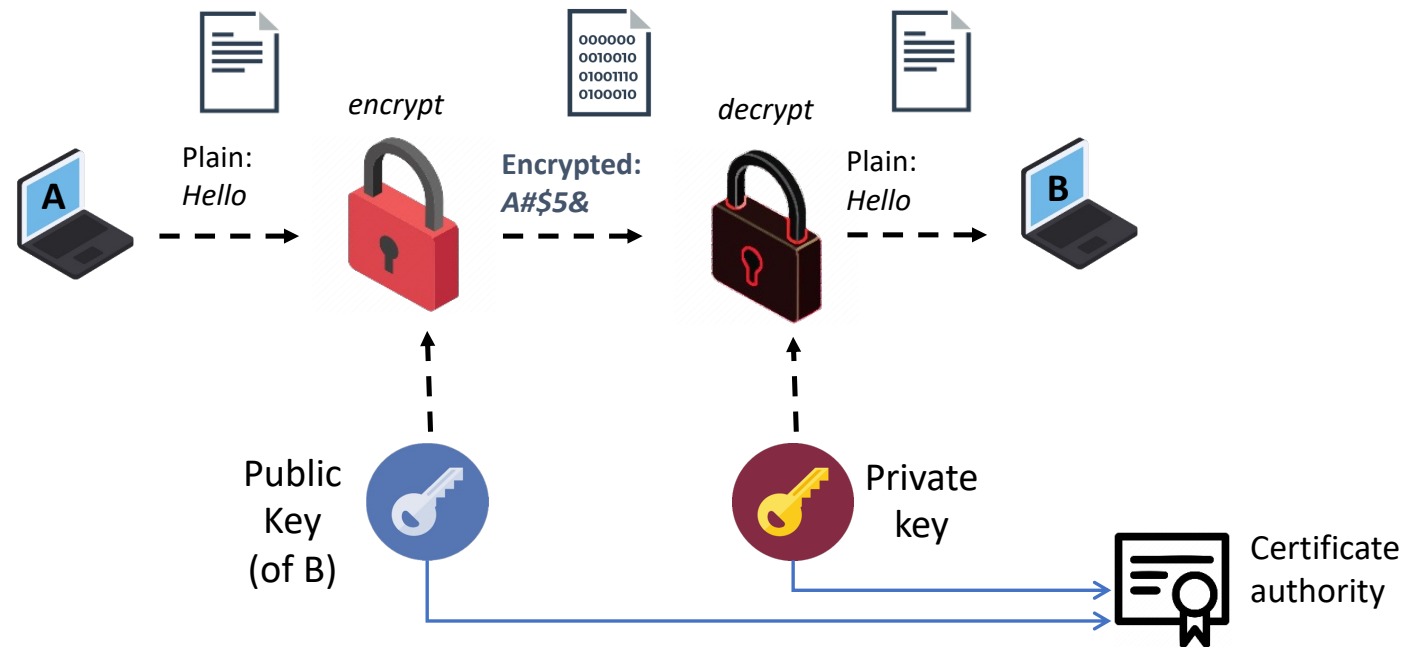 000000
0010010
01001110
0100010
encrypt
decrypt
A
Plain:
Hello
Encrypted:
A#$5&
Plain:
Hello
B
Public
Key
(of B)
Private
key
Certificate
authority